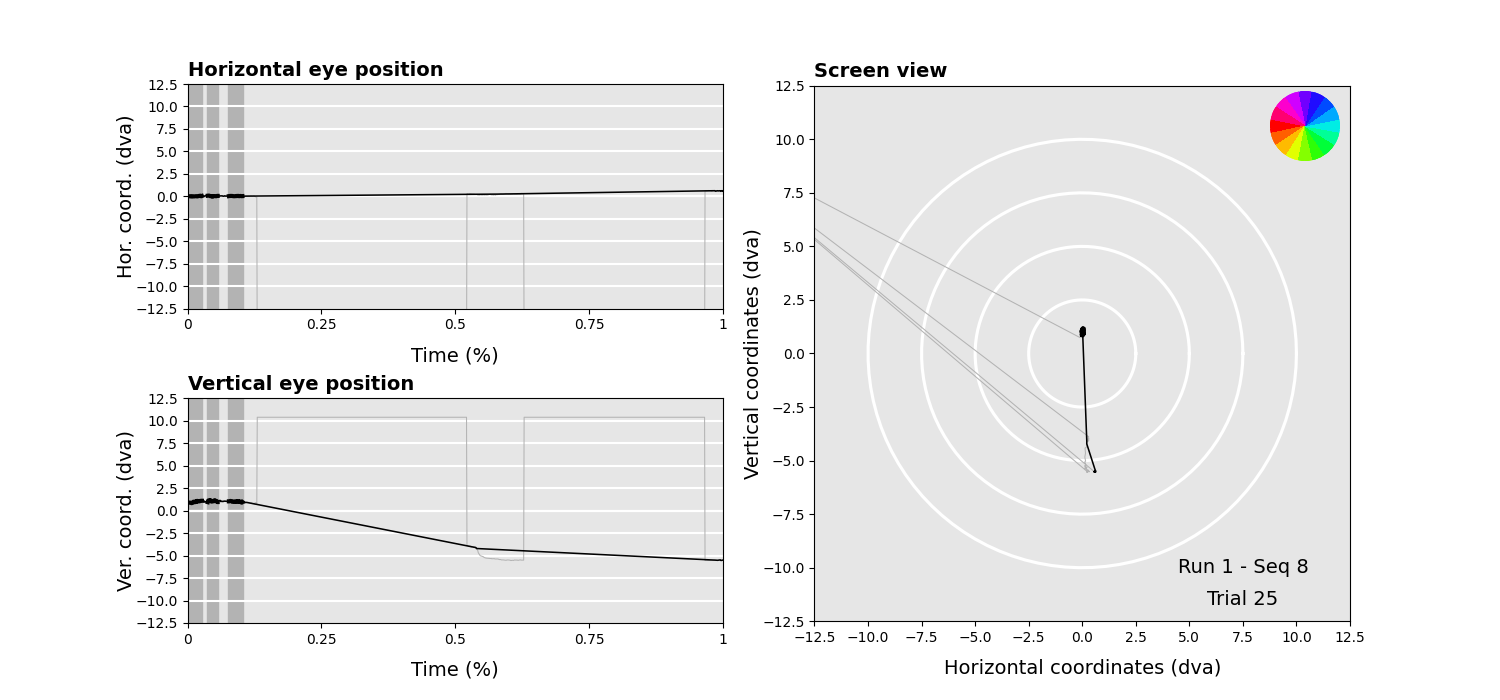 Horizontal eye position
12.5
10.0
7.5
5.0
2.5
0.0
−2.5
−5.0
−7.5
−10.0
−12.5
Hor. coord. (dva)
0 0.25 0.5 0.75 1
Time (%)
Vertical eye position
12.5
10.0
7.5
5.0
2.5
0.0
−2.5
−5.0
−7.5
−10.0
−12.5
Ver. coord. (dva)
0 0.25 0.5 0.75 1
Time (%)
Screen view
12.5
10.0
7.5
5.0
2.5
0.0
−2.5
−5.0
−7.5
−10.0
−12.5
Vertical coordinates (dva)
Run 1 - Seq 8
Trial 25
−12.5 −10.0 −7.5 −5.0 −2.5 0.0 2.5 5.0 7.5 10.0 12.5
Horizontal coordinates (dva)